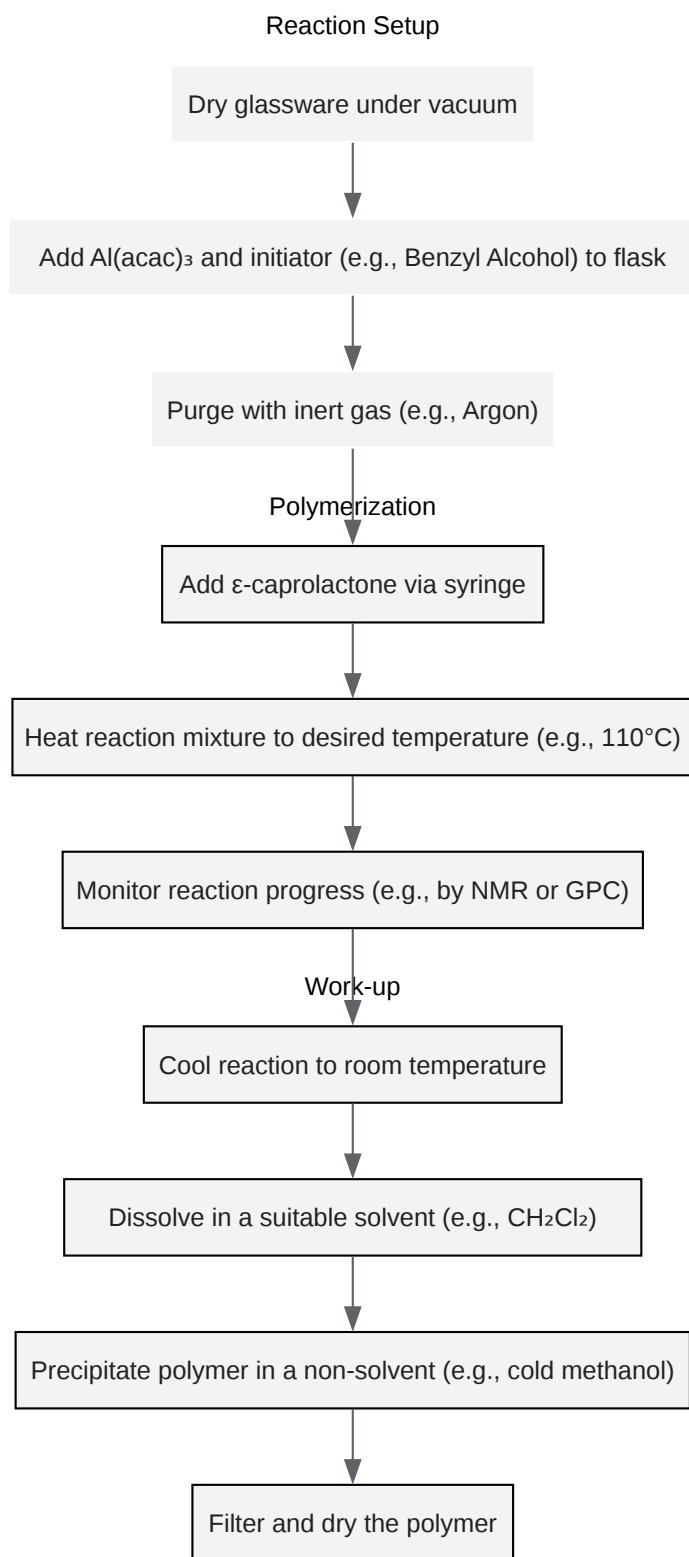 Reaction Setup
Dry glassware under vacuum
Add Al(acac)₃ and initiator (e.g., Benzyl Alcohol) to flask
Purge with inert gas (e.g., Argon)
Polymerization
Add ε-caprolactone via syringe
Heat reaction mixture to desired temperature (e.g., 110°C)
Monitor reaction progress (e.g., by NMR or GPC)
Work-up
Cool reaction to room temperature
Dissolve in a suitable solvent (e.g., CH₂Cl₂)
Precipitate polymer in a non-solvent (e.g., cold methanol)
Filter and dry the polymer